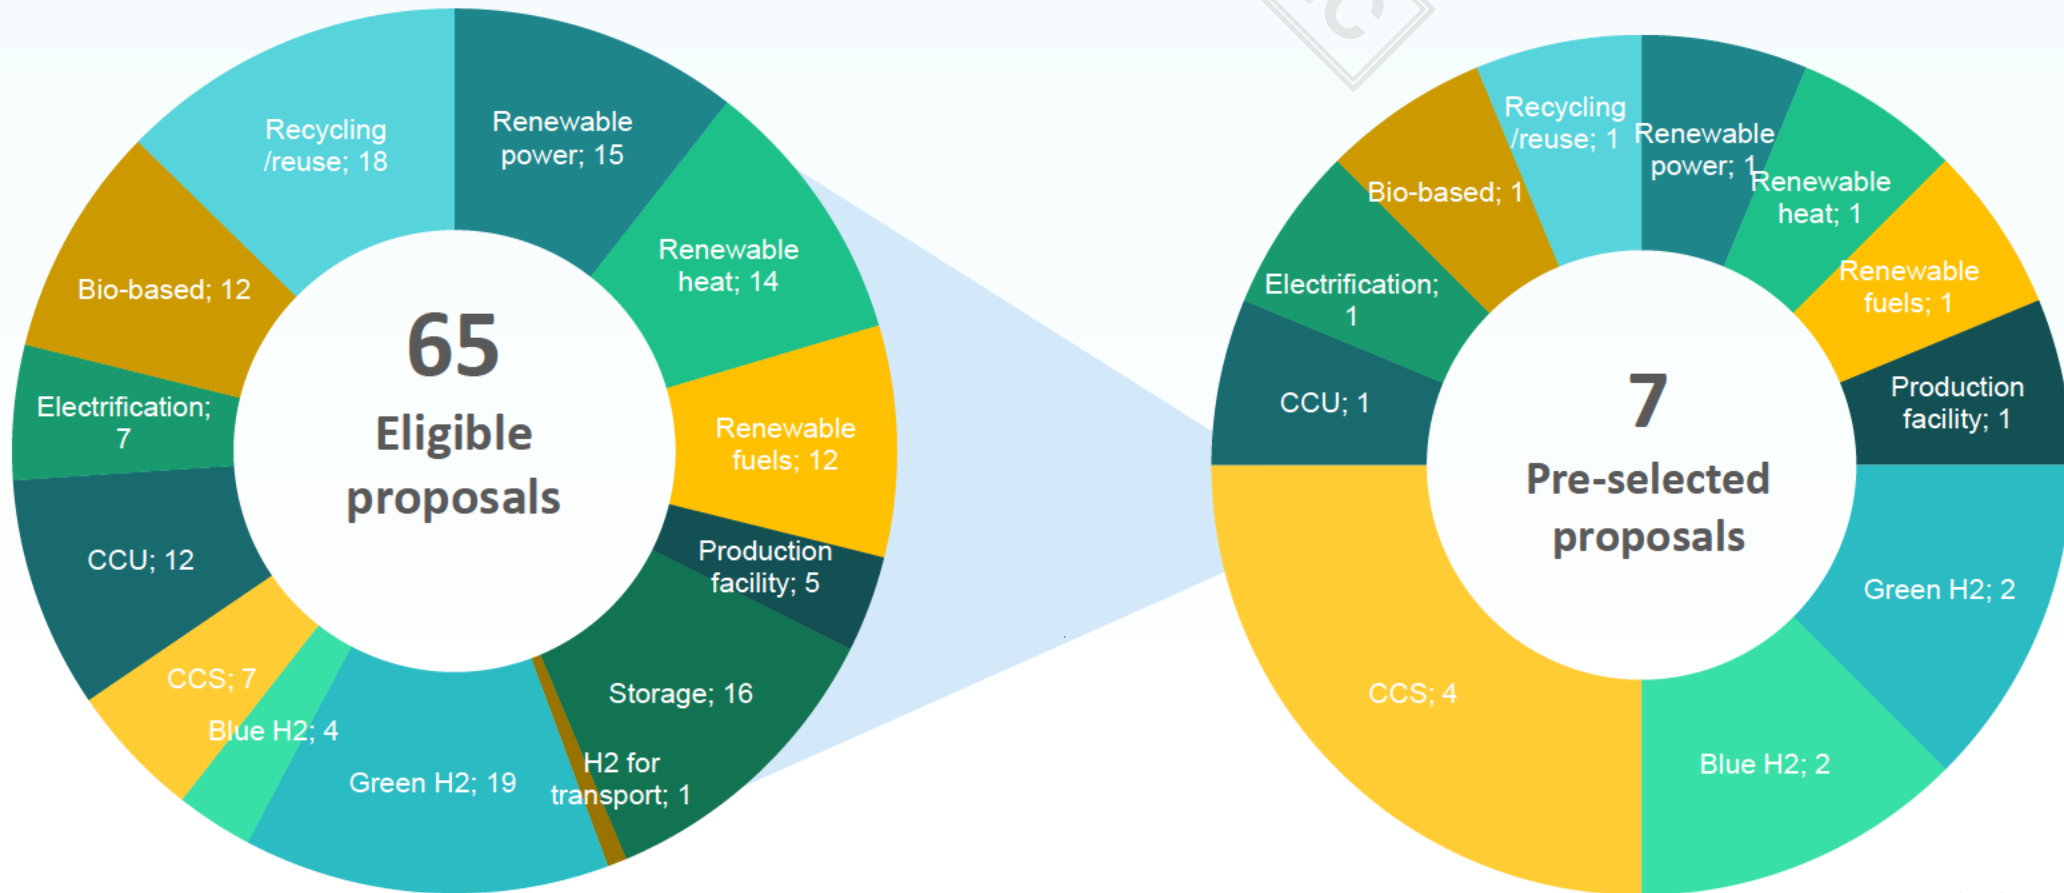 Recycling
/reuse; 18
Renewable
power; 15
Renewable
heat; 14
Renewable
fuels; 12
Production
facility; 5
Storage; 16
H2 for
transport; 1
Green H2; 19
Blue H2; 4
CCS; 7
CCU; 12
Electrification;
7
Bio-based; 12
65
Eligible
proposals
Recycling
/reuse; 1
Renewable
power; 1
Renewable
heat; 1
Renewable
fuels; 1
Production
facility; 1
Green H2; 2
Blue H2; 2
CCS; 4
CCU; 1
Electrification;
1
Bio-based; 1
7
Pre-selected
proposals